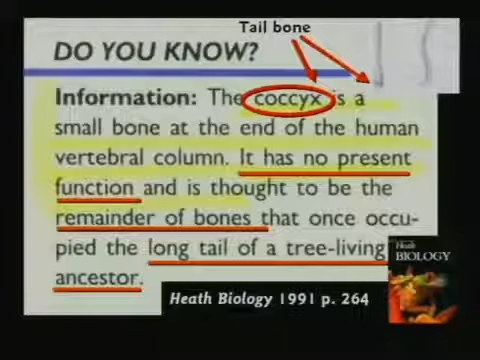 Tail bone
DO YOU KNOW?
Information: The coccyx is a
small bone at the end of the human
vertebral column. It has no present
function and is thought to be the
remainder of bones that once occu-
pied the long tail of a tree-living
ancestor.
Heath
BIOLOGY
Heath Biology 1991 p. 264